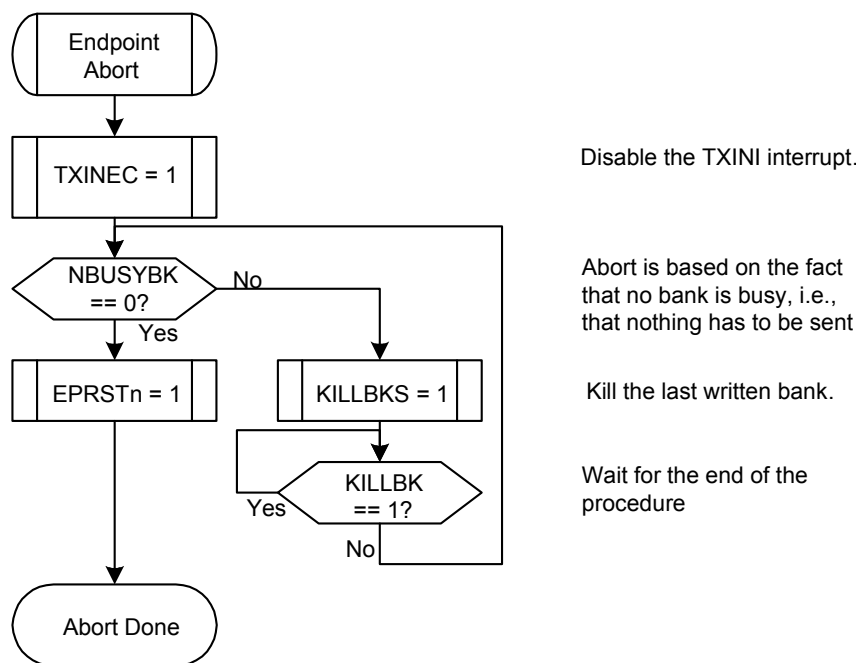 Endpoint
Abort
TXINEC = 1
Disable the TXINI interrupt.
NBUSYBK
== 0?
No
Yes
Abort is based on the fact
that no bank is busy, i.e.,
that nothing has to be sent
EPRSTn = 1
KILLBKS = 1
Kill the last written bank.
KILLBK
== 1?
Yes
No
Wait for the end of the
procedure
Abort Done